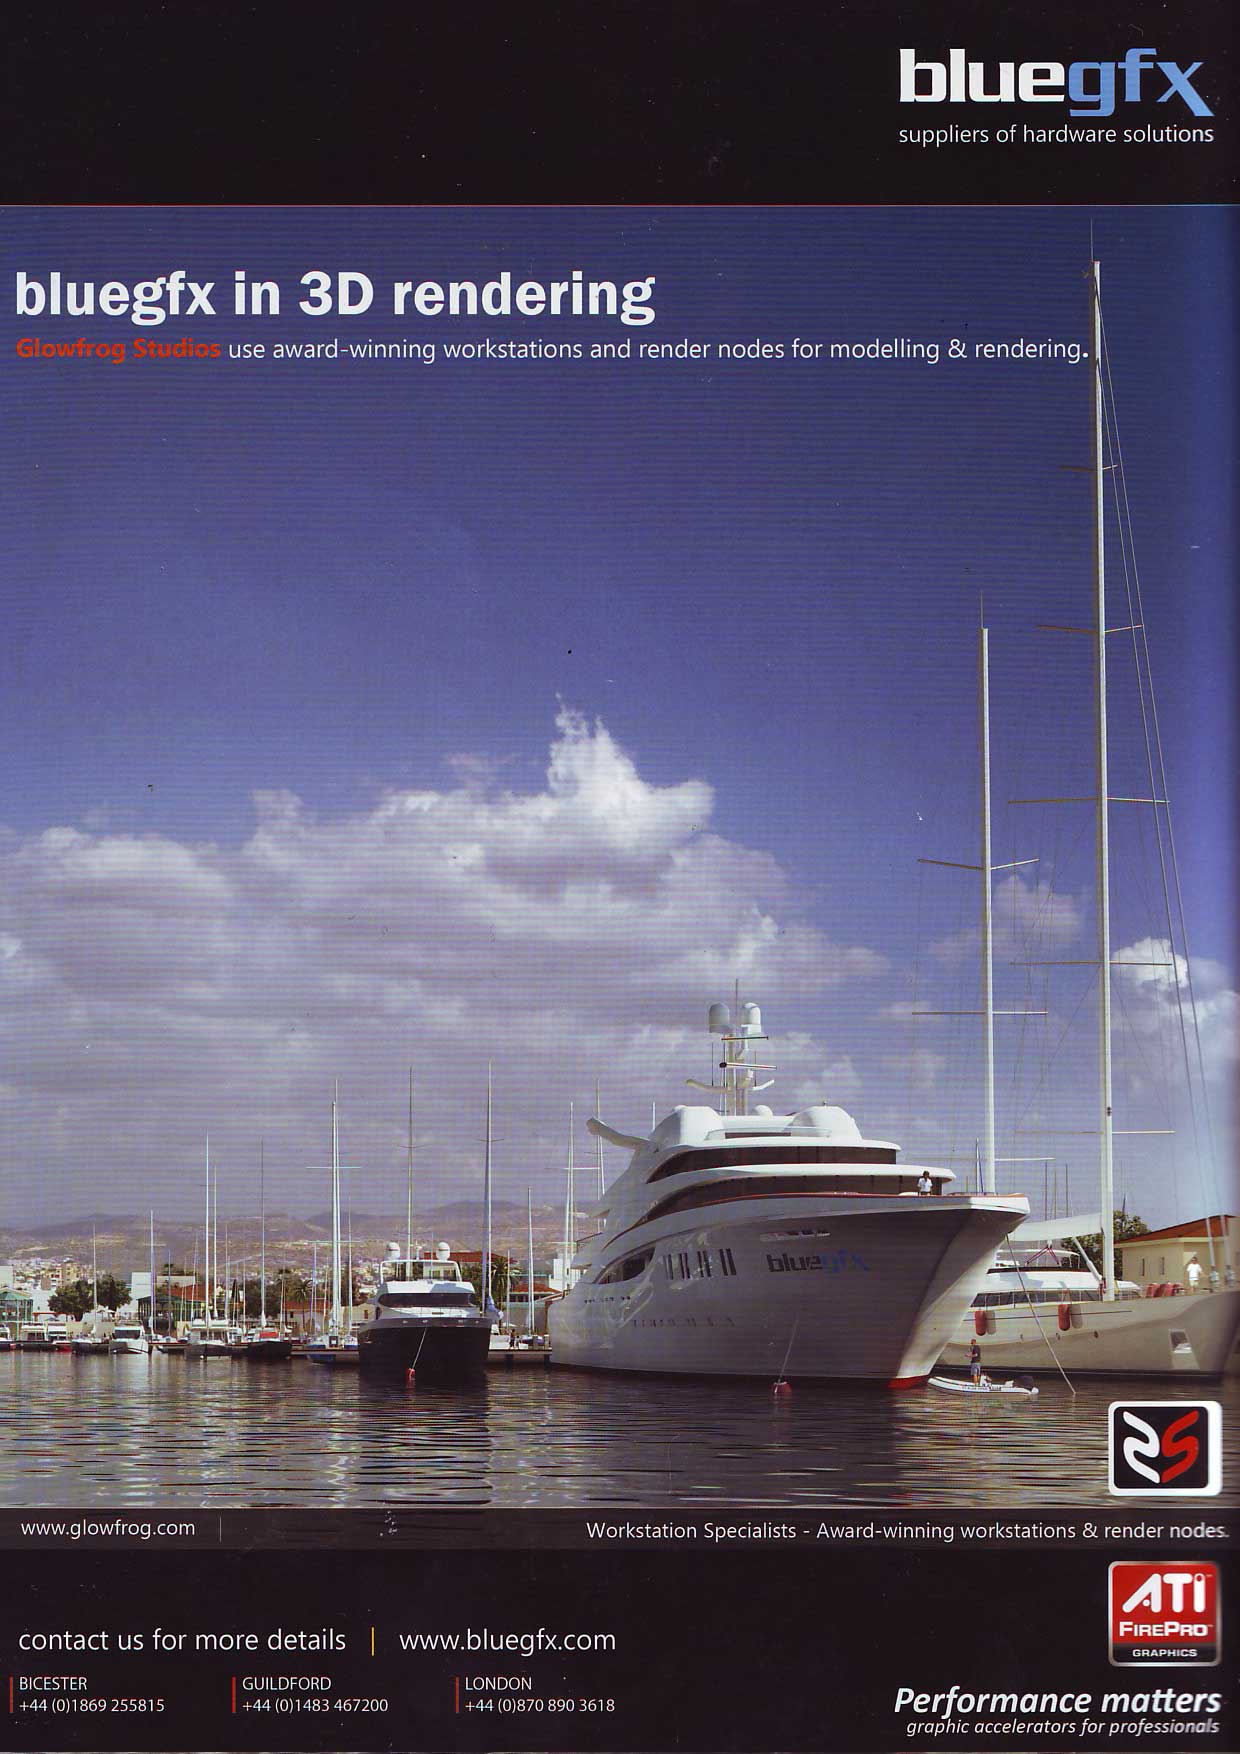 bluegfx
suppliers of hardware solutions
bluegfx in 3D rendering
Glowfrog Studios use award-winning workstations and render nodes for modelling & rendering.
bluegfx
www.glowfrog.com
Workstation Specialists - Award-winning workstations & render nodes.
ATI
FIREPRO™
GRAPHICS
contact us for more details | www.bluegfx.com
BICESTER
+44 (0)1869 255815
GUILDFORD
+44 (0)1483 467200
LONDON
+44 (0)870 890 3618
Performance matters
graphic accelerators for professionals